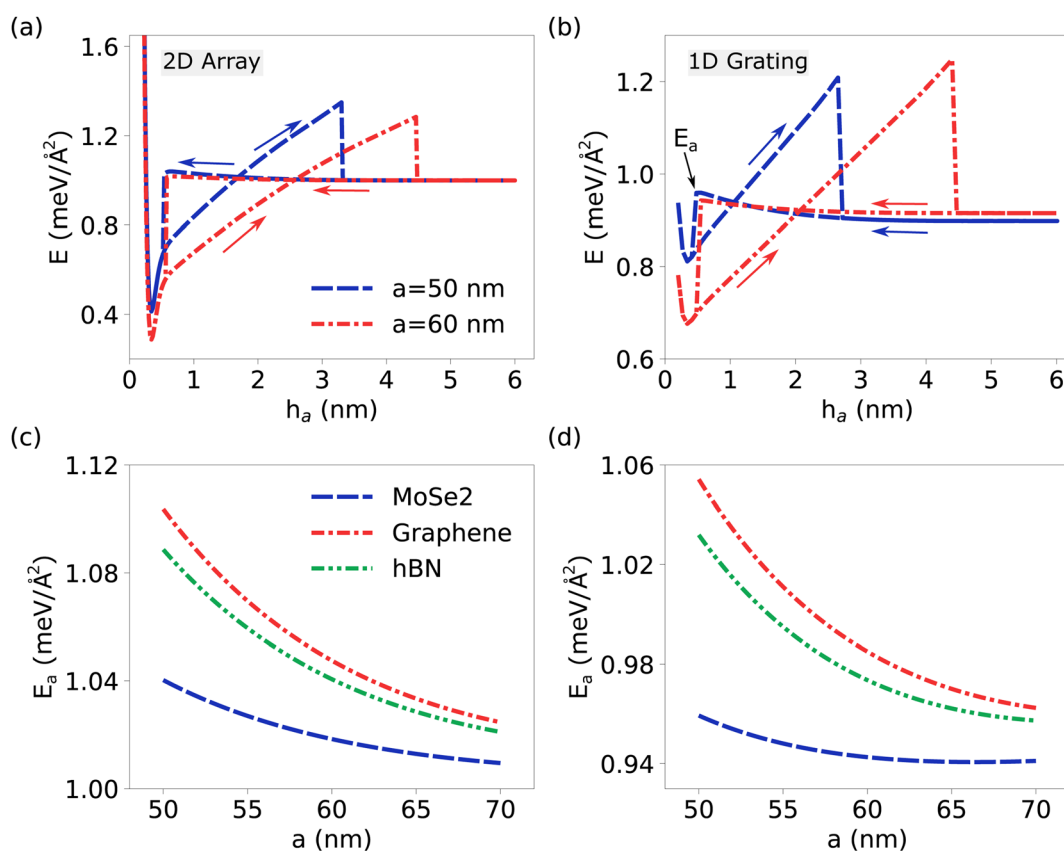 (a)
2D Array
1.6
1.2
0.8
0.4
E (meV/Å²)
a=50 nm
a=60 nm
0 1 2 3 4 5 6
hₐ (nm)
(b)
1D Grating
Eₐ
1.2
1.0
0.8
0.6
E (meV/Å²)
0 1 2 3 4 5 6
hₐ (nm)
(c)
1.12
1.08
1.04
1.00
Eₐ (meV/Å²)
MoSe2
Graphene
hBN
50 55 60 65 70
a (nm)
(d)
1.06
1.02
0.98
0.94
Eₐ (meV/Å²)
50 55 60 65 70
a (nm)